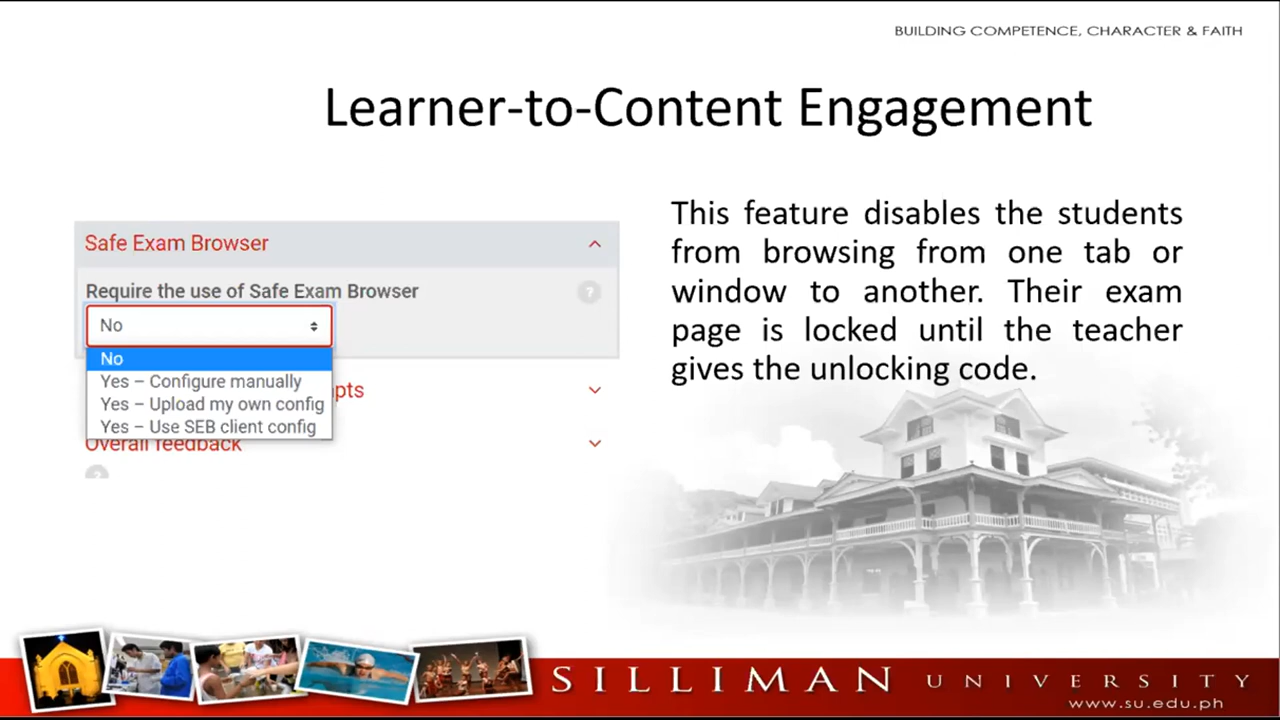 BUILDING COMPETENCE, CHARACTER & FAITH
Learner-to-Content Engagement
Safe Exam Browser
Require the use of Safe Exam Browser
?
No
No
Yes – Configure manually
Yes – Upload my own config
Yes – Use SEB client config
Overall feedback
This feature disables the students
from browsing from one tab or
window to another. Their exam
page is locked until the teacher
gives the unlocking code.
SILLIMAN UNIVERSITY
www.su.edu.ph